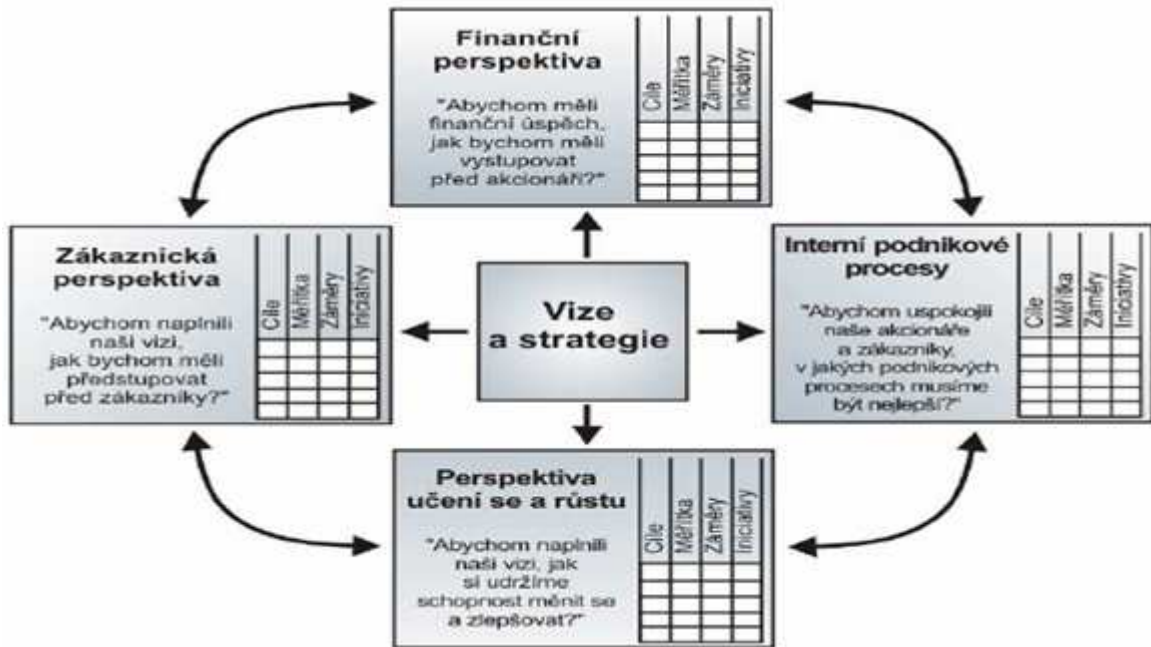 Finanční
perspektiva
"Abychom měli
finanční úspěch,
jak bychom měli
vystupovat
před akcionáři?"
Cíle
Měřítka
Záměry
Iniciativy
Zákaznická
perspektiva
"Abychom naplnili
naši vizi,
jak bychom měli
předstupovat
před zákazníky?"
Cíle
Měřítka
Záměry
Iniciativy
Vize
a strategie
Interní podnikové
procesy
"Abychom uspokojili
naše akcionáře
a zákazníky,
v jakých podnikových
procesech musíme
být nejlepší?"
Cíle
Měřítka
Záměry
Iniciativy
Perspektiva
učení se a růstu
"Abychom naplnili
naši vizi, jak
si udržíme
schopnost měnit se
a zlepšovat?"
Cíle
Měřítka
Záměry
Iniciativy